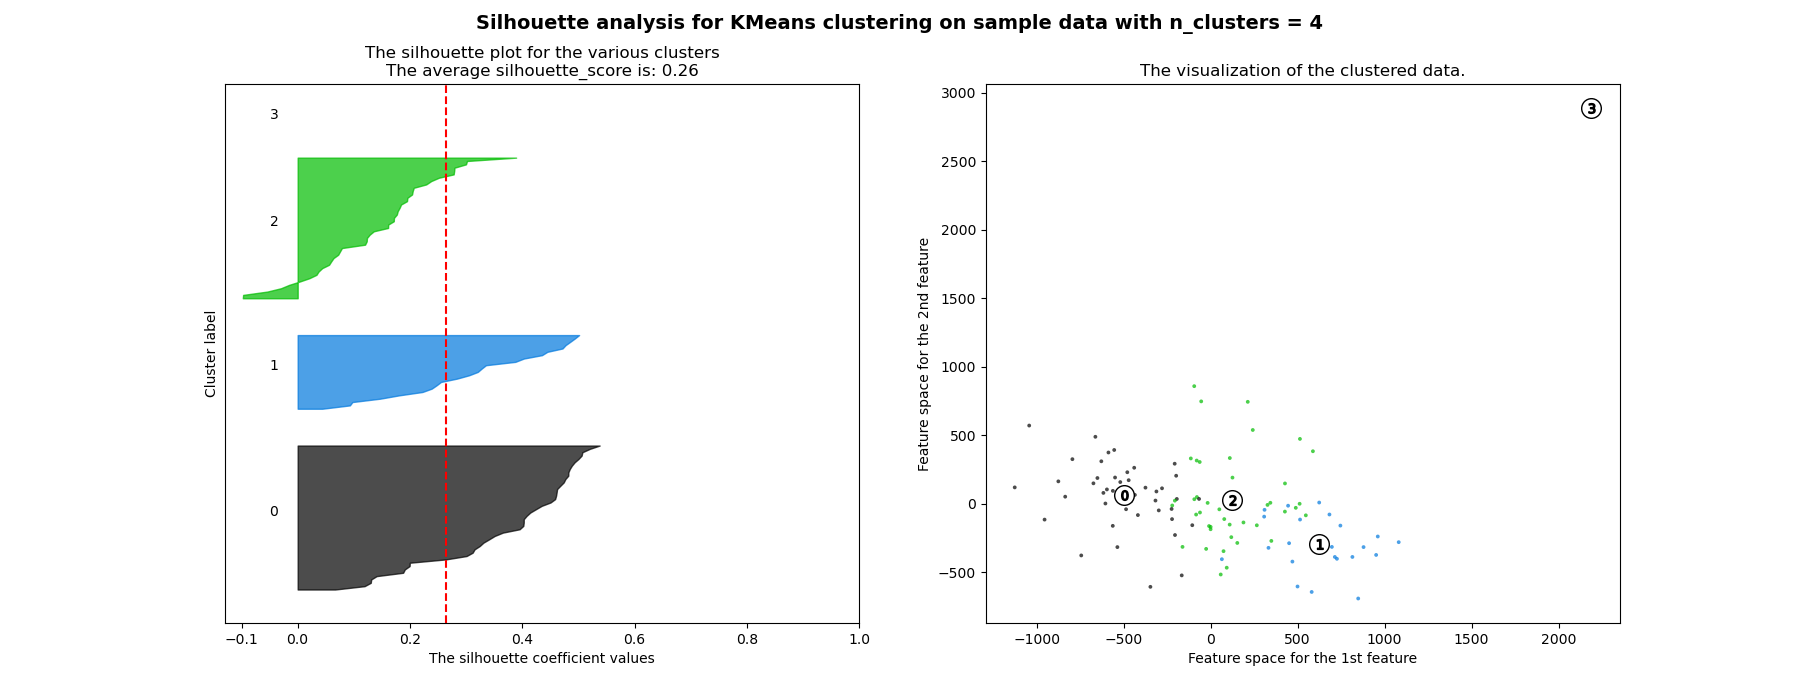 Silhouette analysis for KMeans clustering on sample data with n_clusters = 4
The silhouette plot for the various clusters
The average silhouette_score is: 0.26
3
2
1
0
Cluster label
−0.1 0.0 0.2 0.4 0.6 0.8 1.0
The silhouette coefficient values
The visualization of the clustered data.
3000
2500
2000
1500
1000
500
0
−500
Feature space for the 2nd feature
3
0
2
1
−1000 −500 0 500 1000 1500 2000
Feature space for the 1st feature